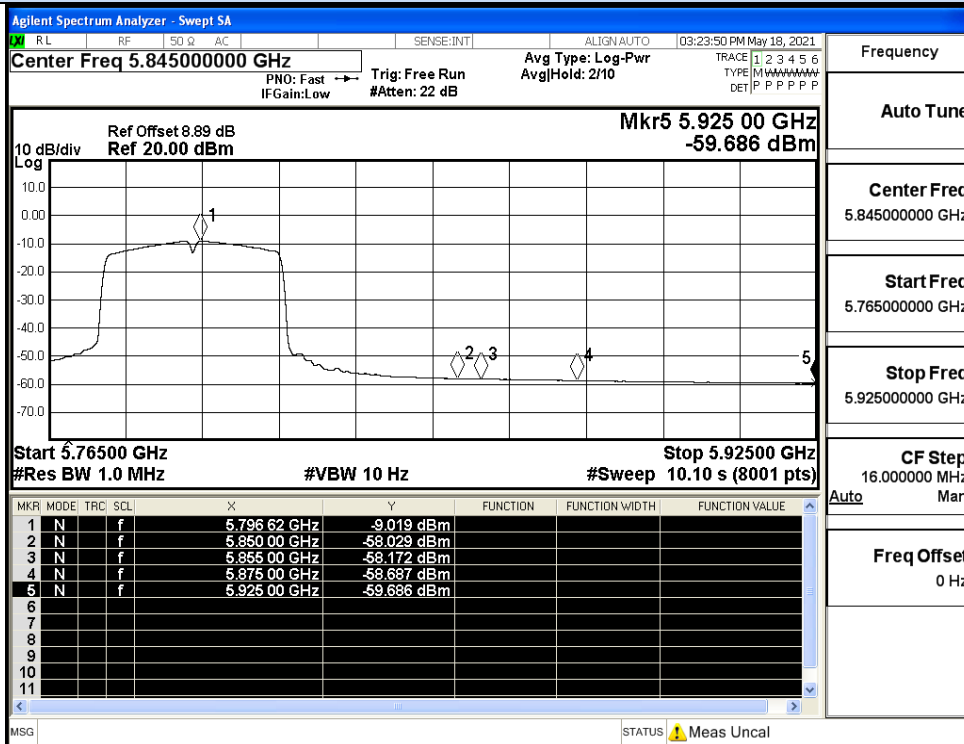 Agilent Spectrum Analyzer - Swept SA
LXI RL RF 50 Ω AC SENSE:INT ALIGN AUTO 03:23:50 PM May 18, 2021
Center Freq 5.845000000 GHz
PNO: Fast
IFGain:Low
Trig: Free Run
#Atten: 22 dB
Avg Type: Log-Pwr
Avg|Hold: 2/10
TRACE 1 2 3 4 5 6
TYPE M WWWWW
DET P P P P P P
Mkr5 5.925 00 GHz
-59.686 dBm
Ref Offset 8.89 dB
10 dB/div Ref 20.00 dBm
Log
10.0
0.00
-10.0
-20.0
-30.0
-40.0
-50.0
-60.0
-70.0
1
2
3
4
5
Start 5.76500 GHz Stop 5.92500 GHz
#Res BW 1.0 MHz #VBW 10 Hz #Sweep 10.10 s (8001 pts)
MKR MODE TRC SCL X Y FUNCTION FUNCTION WIDTH FUNCTION VALUE
1 N f 5.796 62 GHz -9.019 dBm
2 N f 5.850 00 GHz -58.029 dBm
3 N f 5.855 00 GHz -58.172 dBm
4 N f 5.875 00 GHz -58.687 dBm
5 N f 5.925 00 GHz -59.686 dBm
6
7
8
9
10
11
MSG STATUS Meas Uncal
Frequency
Auto Tune
Center Freq
5.845000000 GHz
Start Freq
5.765000000 GHz
Stop Freq
5.925000000 GHz
CF Step
16.000000 MHz
Auto Man
Freq Offset
0 Hz